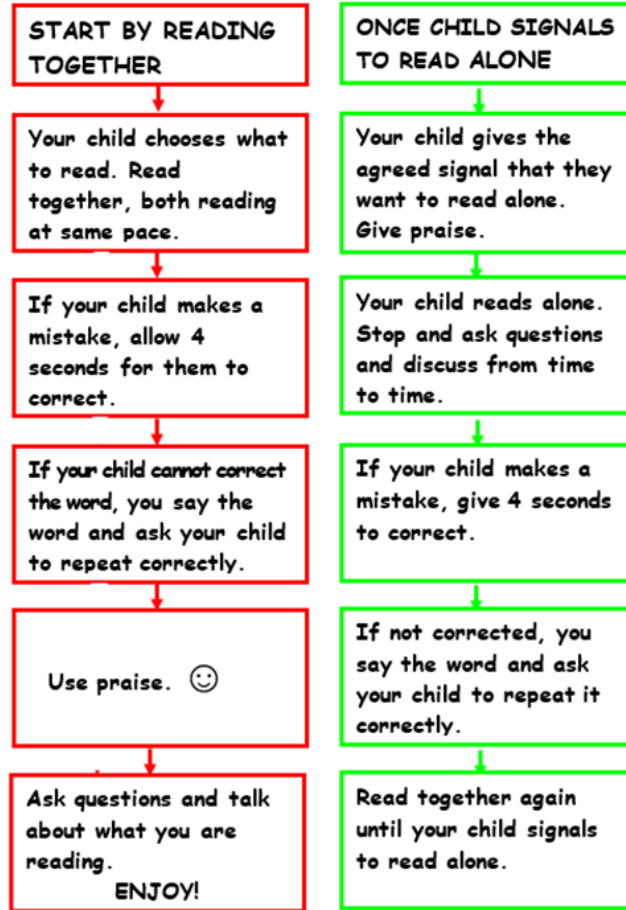 START BY READING
TOGETHER
Your child chooses what
to read. Read
together, both reading
at same pace.
If your child makes a
mistake, allow 4
seconds for them to
correct.
If your child cannot correct
the word, you say the
word and ask your child
to repeat correctly.
Use praise. ☺
Ask questions and talk
about what you are
reading.
ENJOY!
ONCE CHILD SIGNALS
TO READ ALONE
Your child gives the
agreed signal that they
want to read alone.
Give praise.
Your child reads alone.
Stop and ask questions
and discuss from time
to time.
If your child makes a
mistake, give 4 seconds
to correct.
If not corrected, you
say the word and ask
your child to repeat it
correctly.
Read together again
until your child signals
to read alone.